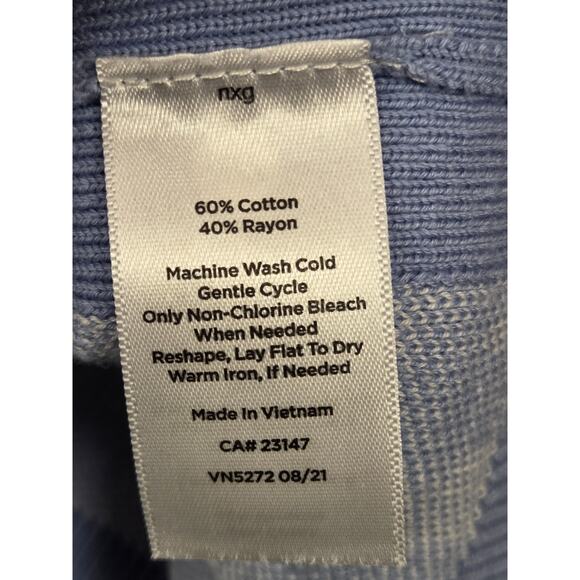 nxg
60% Cotton
40% Rayon
Machine Wash Cold
Gentle Cycle
Only Non-Chlorine Bleach
When Needed
Reshape, Lay Flat To Dry
Warm Iron, If Needed
Made In Vietnam
CA# 23147
VN5272 08/21